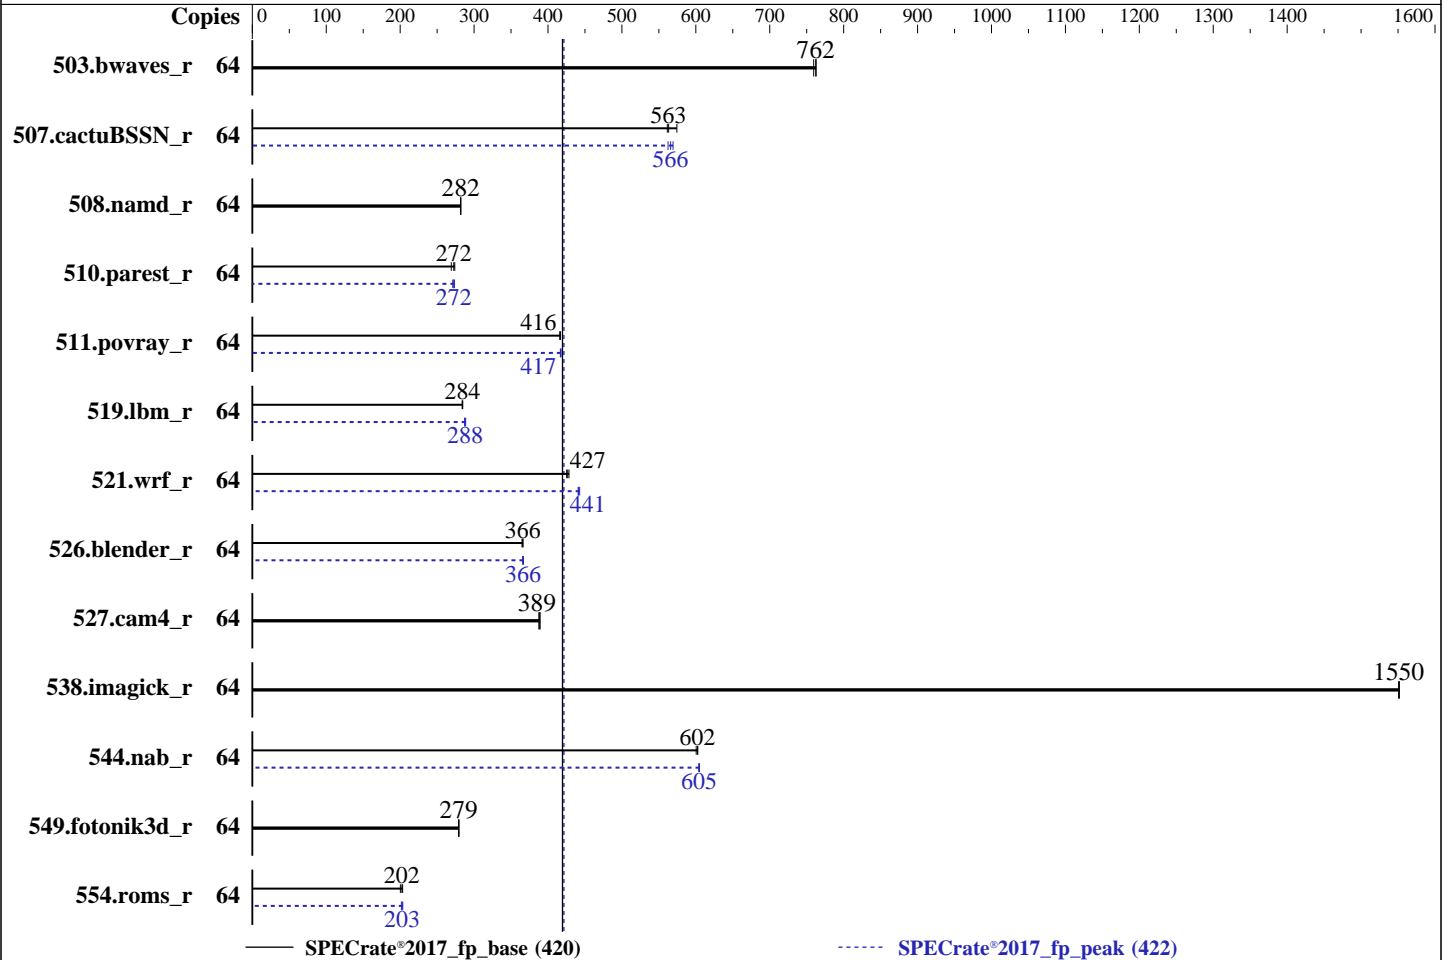 Copies 0 100 200 300 400 500 600 700 800 900 1000 1100 1200 1300 1400 1600
503.bwaves_r 64 762
507.cactuBSSN_r 64 563
566
508.namd_r 64 282
510.parest_r 64 272
272
511.povray_r 64 416
417
519.lbm_r 64 284
288
521.wrf_r 64 427
441
526.blender_r 64 366
366
527.cam4_r 64 389
538.imagick_r 64 1550
544.nab_r 64 602
605
549.fotonik3d_r 64 279
554.roms_r 64 202
203
SPECrate®2017_fp_base (420) SPECrate®2017_fp_peak (422)